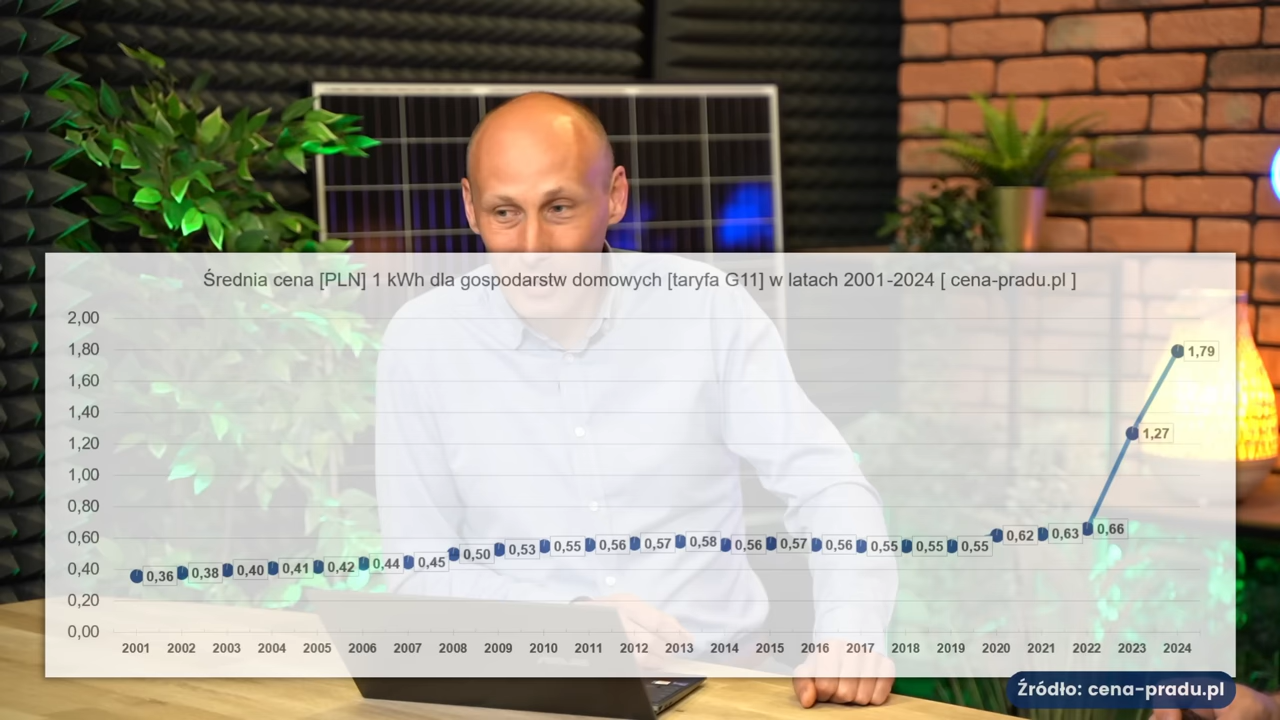 Średnia cena [PLN] 1 kWh dla gospodarstw domowych [taryfa G11] w latach 2001-2024 [ cena-pradu.pl ]
2,00
1,80
1,60
1,40
1,20
1,00
0,80
0,60
0,40
0,20
0,00
0,36 0,38 0,40 0,41 0,42 0,44 0,45 0,50 0,53 0,55 0,56 0,57 0,58 0,56 0,57 0,56 0,55 0,55 0,55 0,62 0,63 0,66 1,27 1,79
2001 2002 2003 2004 2005 2006 2007 2008 2009 2010 2011 2012 2013 2014 2015 2016 2017 2018 2019 2020 2021 2022 2023 2024
Źródło: cena-pradu.pl